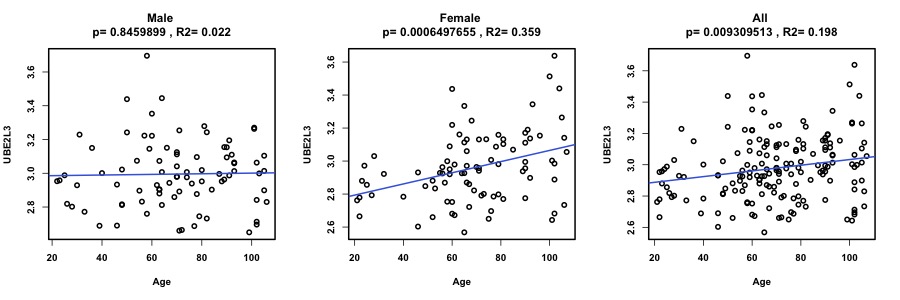 Male
p= 0.8459899 , R2= 0.022
UBE2L3
3.6
3.4
3.2
3.0
2.8
20 40 60 80 100
Age
Female
p= 0.0006497655 , R2= 0.359
UBE2L3
3.6
3.4
3.2
3.0
2.8
2.6
20 40 60 80 100
Age
All
p= 0.009309513 , R2= 0.198
UBE2L3
3.6
3.4
3.2
3.0
2.8
2.6
20 40 60 80 100
Age